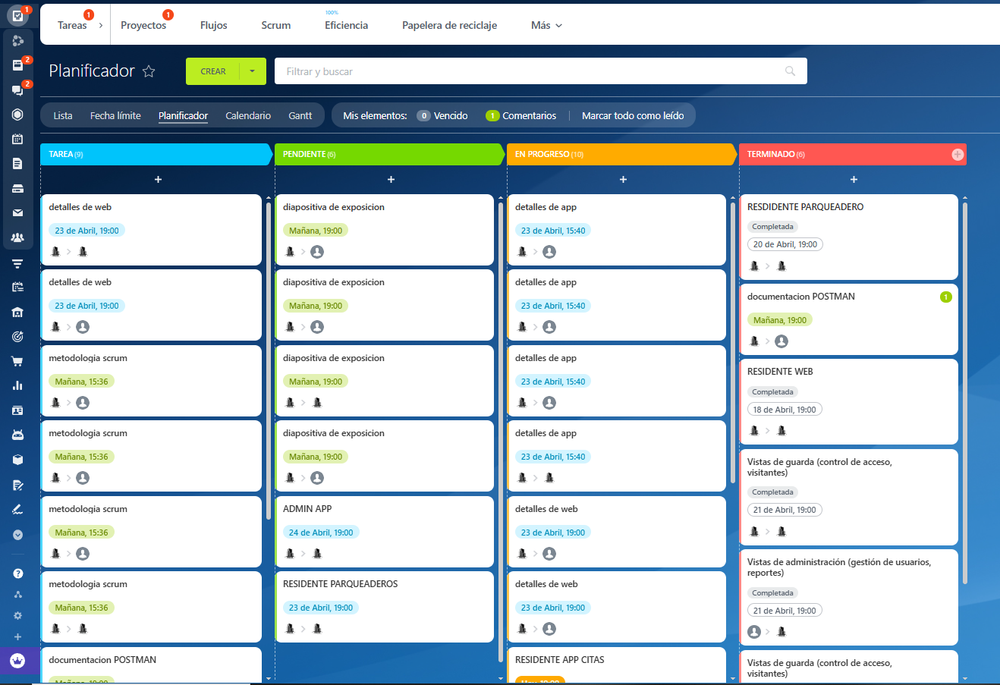 1
Tareas
1
Proyectos
1
Flujos
Scrum
100%
Eficiencia
Papelera de reciclaje
Más
2
2
Planificador
CREAR
Filtrar y buscar
Lista
Fecha límite
Planificador
Calendario
Gantt
Mis elementos:
0 Vencido
1 Comentarios
Marcar todo como leído
TAREA (9)
+
detalles de web
23 de Abril, 19:00
detalles de web
23 de Abril, 19:00
metodologia scrum
Mañana, 15:36
metodologia scrum
Mañana, 15:36
metodologia scrum
Mañana, 15:36
metodologia scrum
Mañana, 15:36
documentacion POSTMAN
Mañana, 19:00
PENDIENTE (6)
+
diapositiva de exposicion
Mañana, 19:00
diapositiva de exposicion
Mañana, 19:00
diapositiva de exposicion
Mañana, 19:00
diapositiva de exposicion
Mañana, 19:00
ADMIN APP
24 de Abril, 19:00
RESIDENTE PARQUEADEROS
23 de Abril, 19:00
EN PROGRESO (10)
+
detalles de app
23 de Abril, 15:40
detalles de app
23 de Abril, 15:40
detalles de app
23 de Abril, 15:40
detalles de app
23 de Abril, 15:40
detalles de web
23 de Abril, 19:00
detalles de web
23 de Abril, 19:00
RESIDENTE APP CITAS
Hoy, 19:00
TERMINADO (6)
+
RESDIDENTE PARQUEADERO
Completada
20 de Abril, 19:00
documentacion POSTMAN
1
Mañana, 19:00
RESIDENTE WEB
Completada
18 de Abril, 19:00
Vistas de guarda (control de acceso,
visitantes)
Completada
21 de Abril, 19:00
Vistas de administración (gestión de usuarios,
reportes)
Completada
21 de Abril, 19:00
Vistas de guarda (control de acceso,
visitantes)